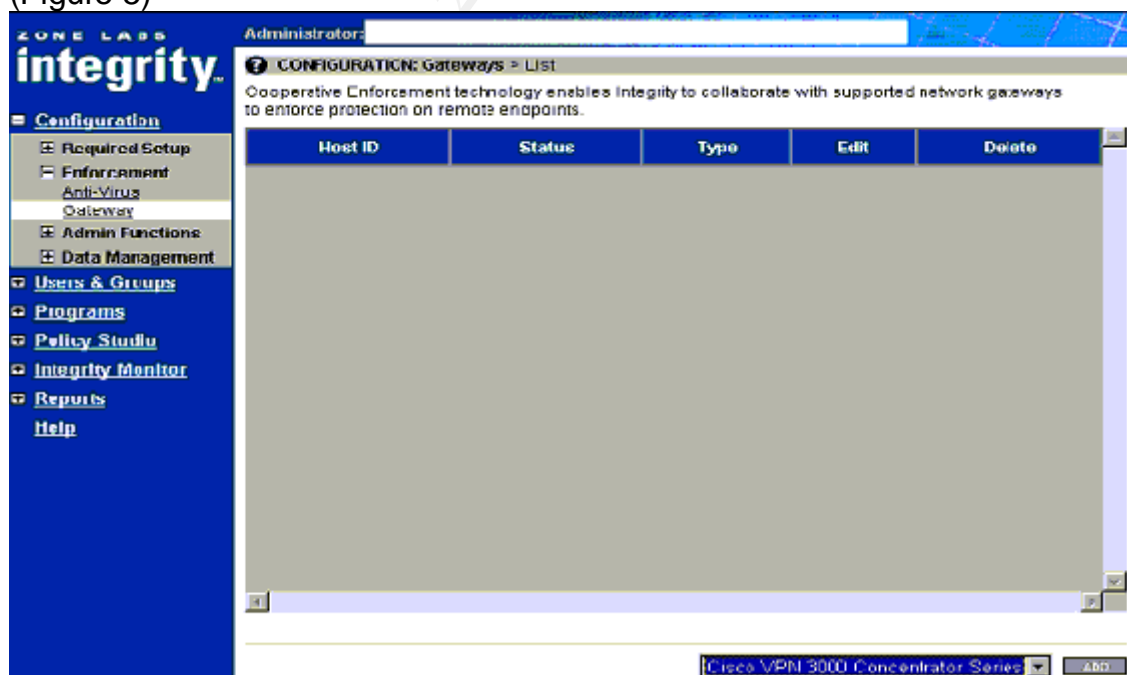 ZONE LABS
integrity
Administrator:
CONFIGURATION: Gateways > List
Cooperative Enforcement technology enables Integrity to collaborate with supported network gateways
to enforce protection on remote endpoints.
Configuration
Required Setup
Enforcement
Anti-Virus
Gateway
Admin Functions
Data Management
Users & Groups
Programs
Policy Studio
Integrity Monitor
Reports
Help
Host ID Status Type Edit Delete
Cisco VPN 3000 Concentrator Series ADD